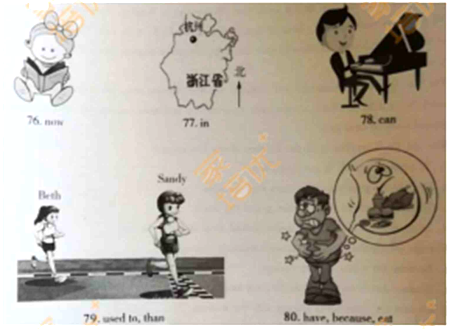 杭州
浙江省
北
76. now
77. in
78. can
Beth
Sandy
79. used to, than
80. have, because, eat